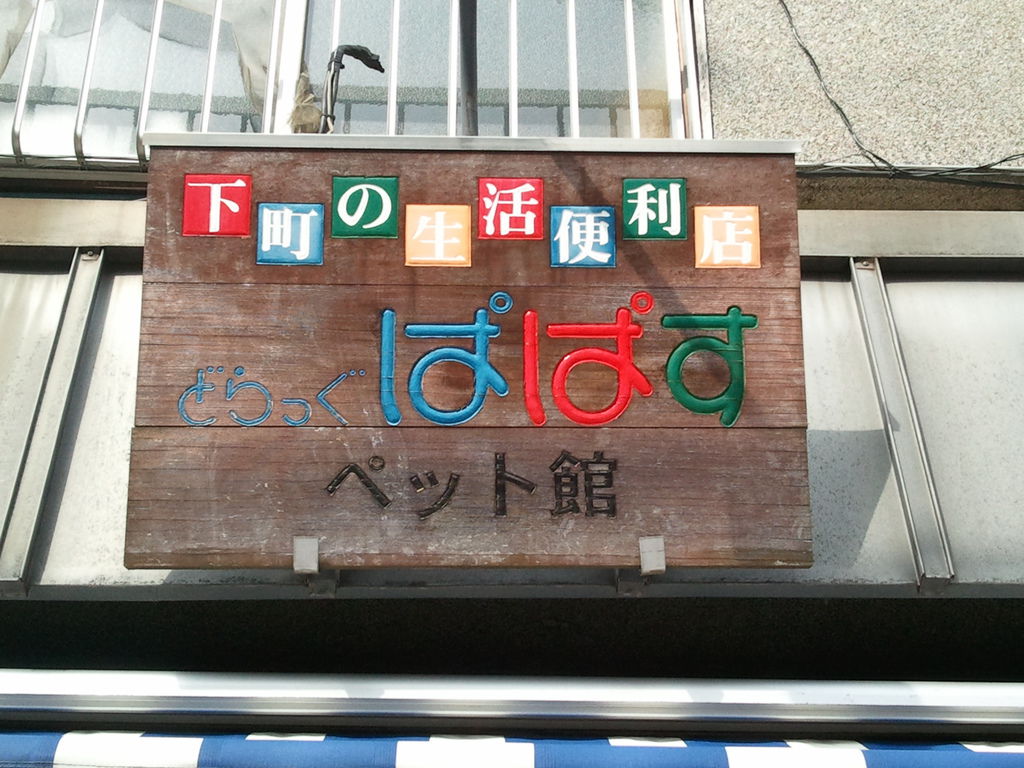 下町の生活便利店
どらっぐ ぱぱす
ペット館